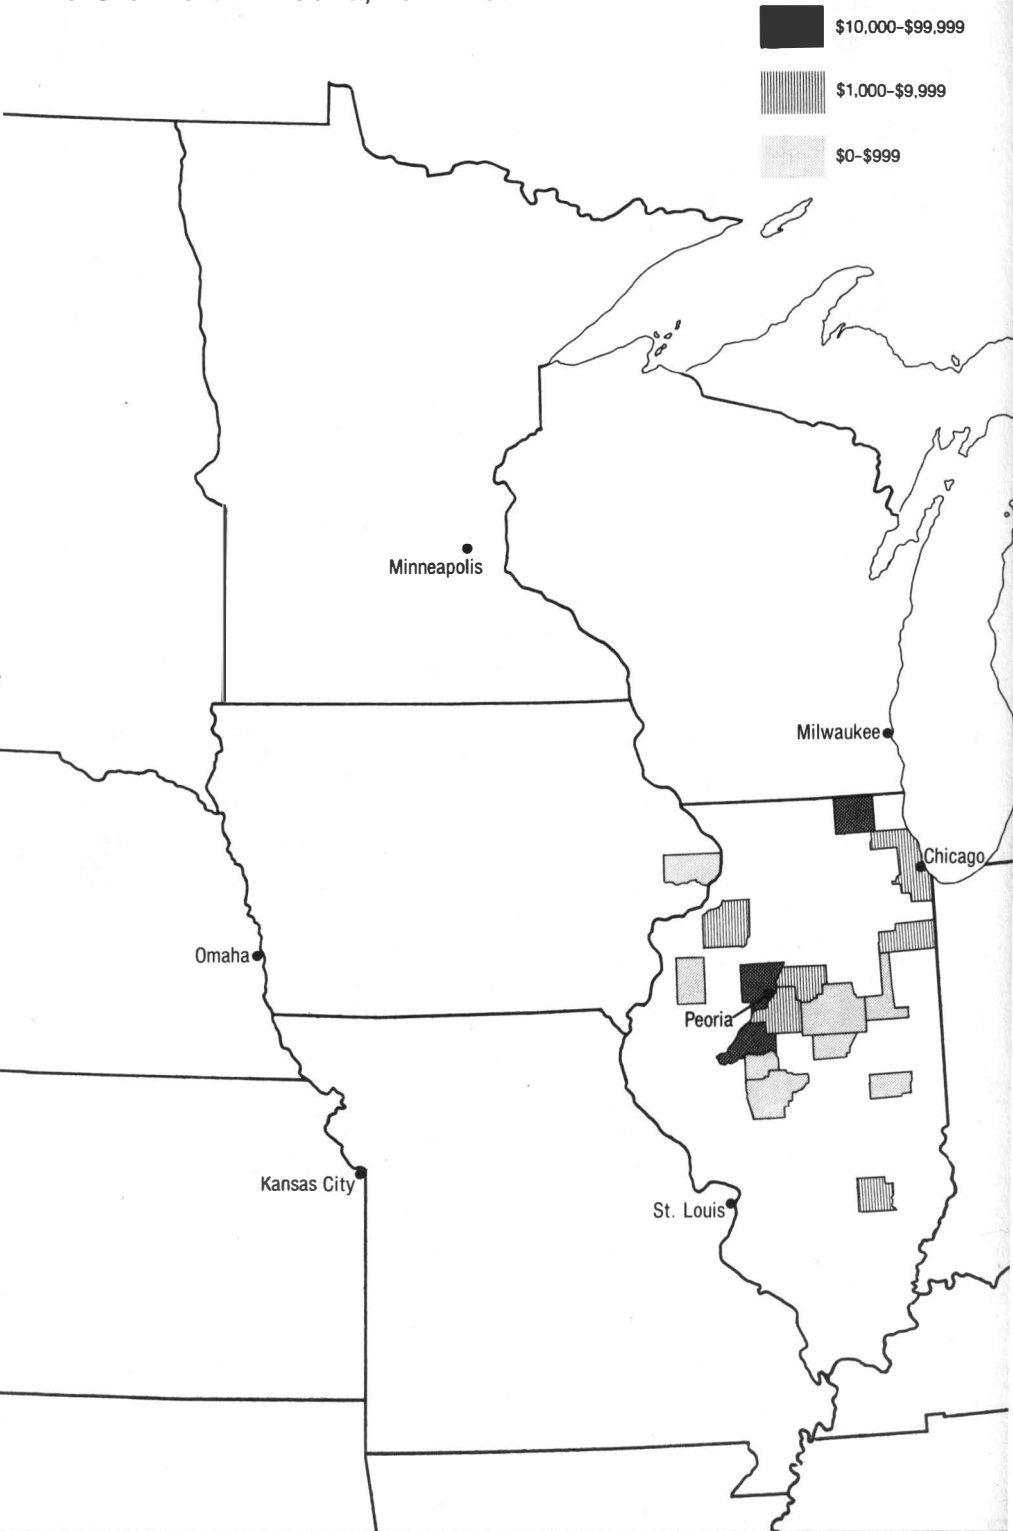 $10,000-$99,999
$1,000-$9,999
$0-$999
Minneapolis
Milwaukee
Chicago
Omaha
Peoria
Kansas City
St. Louis